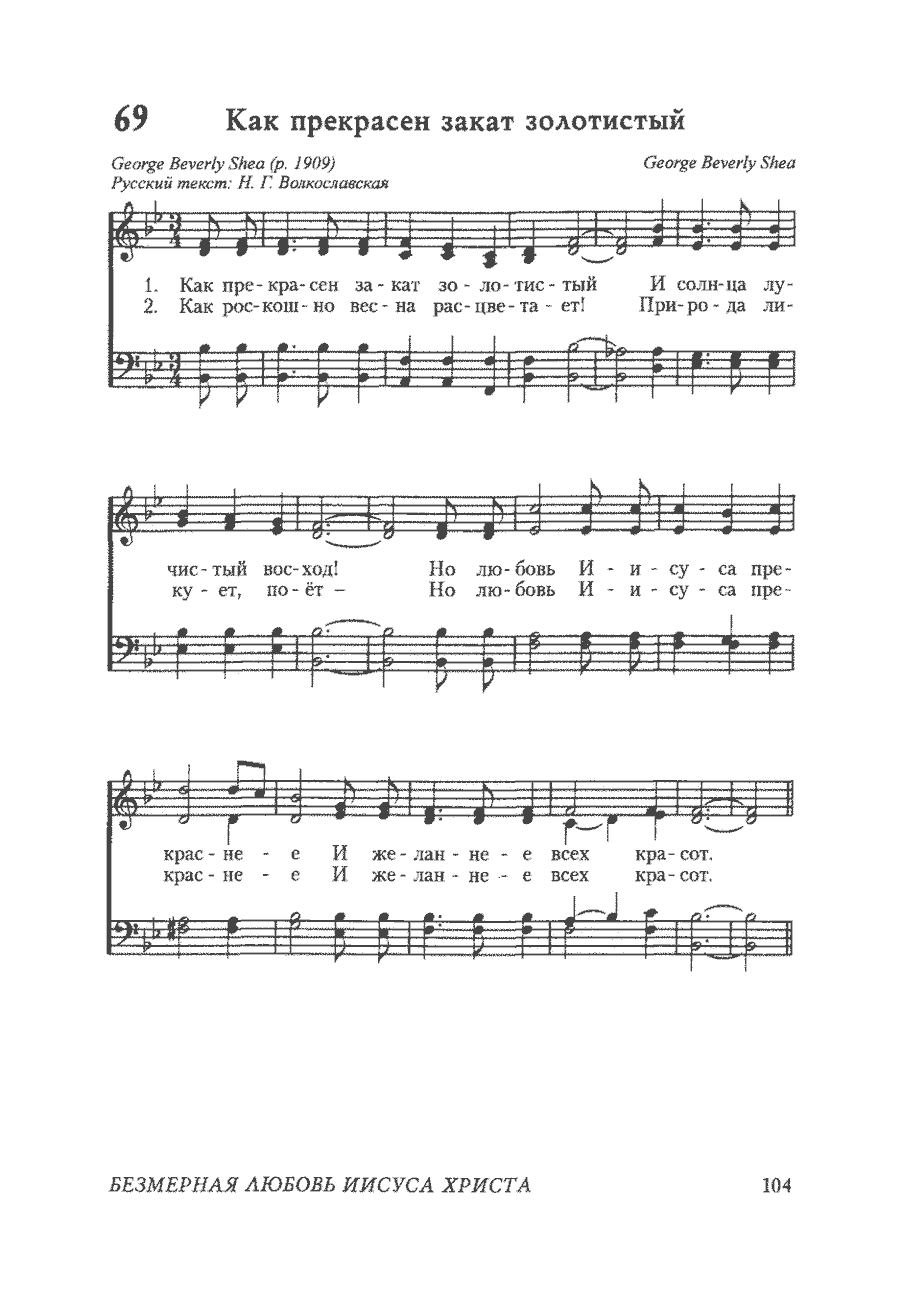 69 Как прекрасен закат золотистый
George Beverly Shea (р. 1909) George Beverly Shea
Русский текст: Н. Г. Волкославская
1. Как пре- кра- сен за - кат зо - ло- тис - тый И солн- ца лу-
2. Как рос- кош - но вес - на рас- цве - та - ет! При- ро - да ли-
чис - тый вос- ход! Но лю- бовь И - и - су - са пре-
ку - ет, по- ёт – Но лю- бовь И - и - су - са пре-
крас - не - е И же - лан - не - е всех кра- сот.
крас - не - е И же - лан - не - е всех кра- сот.
БЕЗМЕРНАЯ ЛЮБОВЬ ИИСУСА ХРИСТА 104